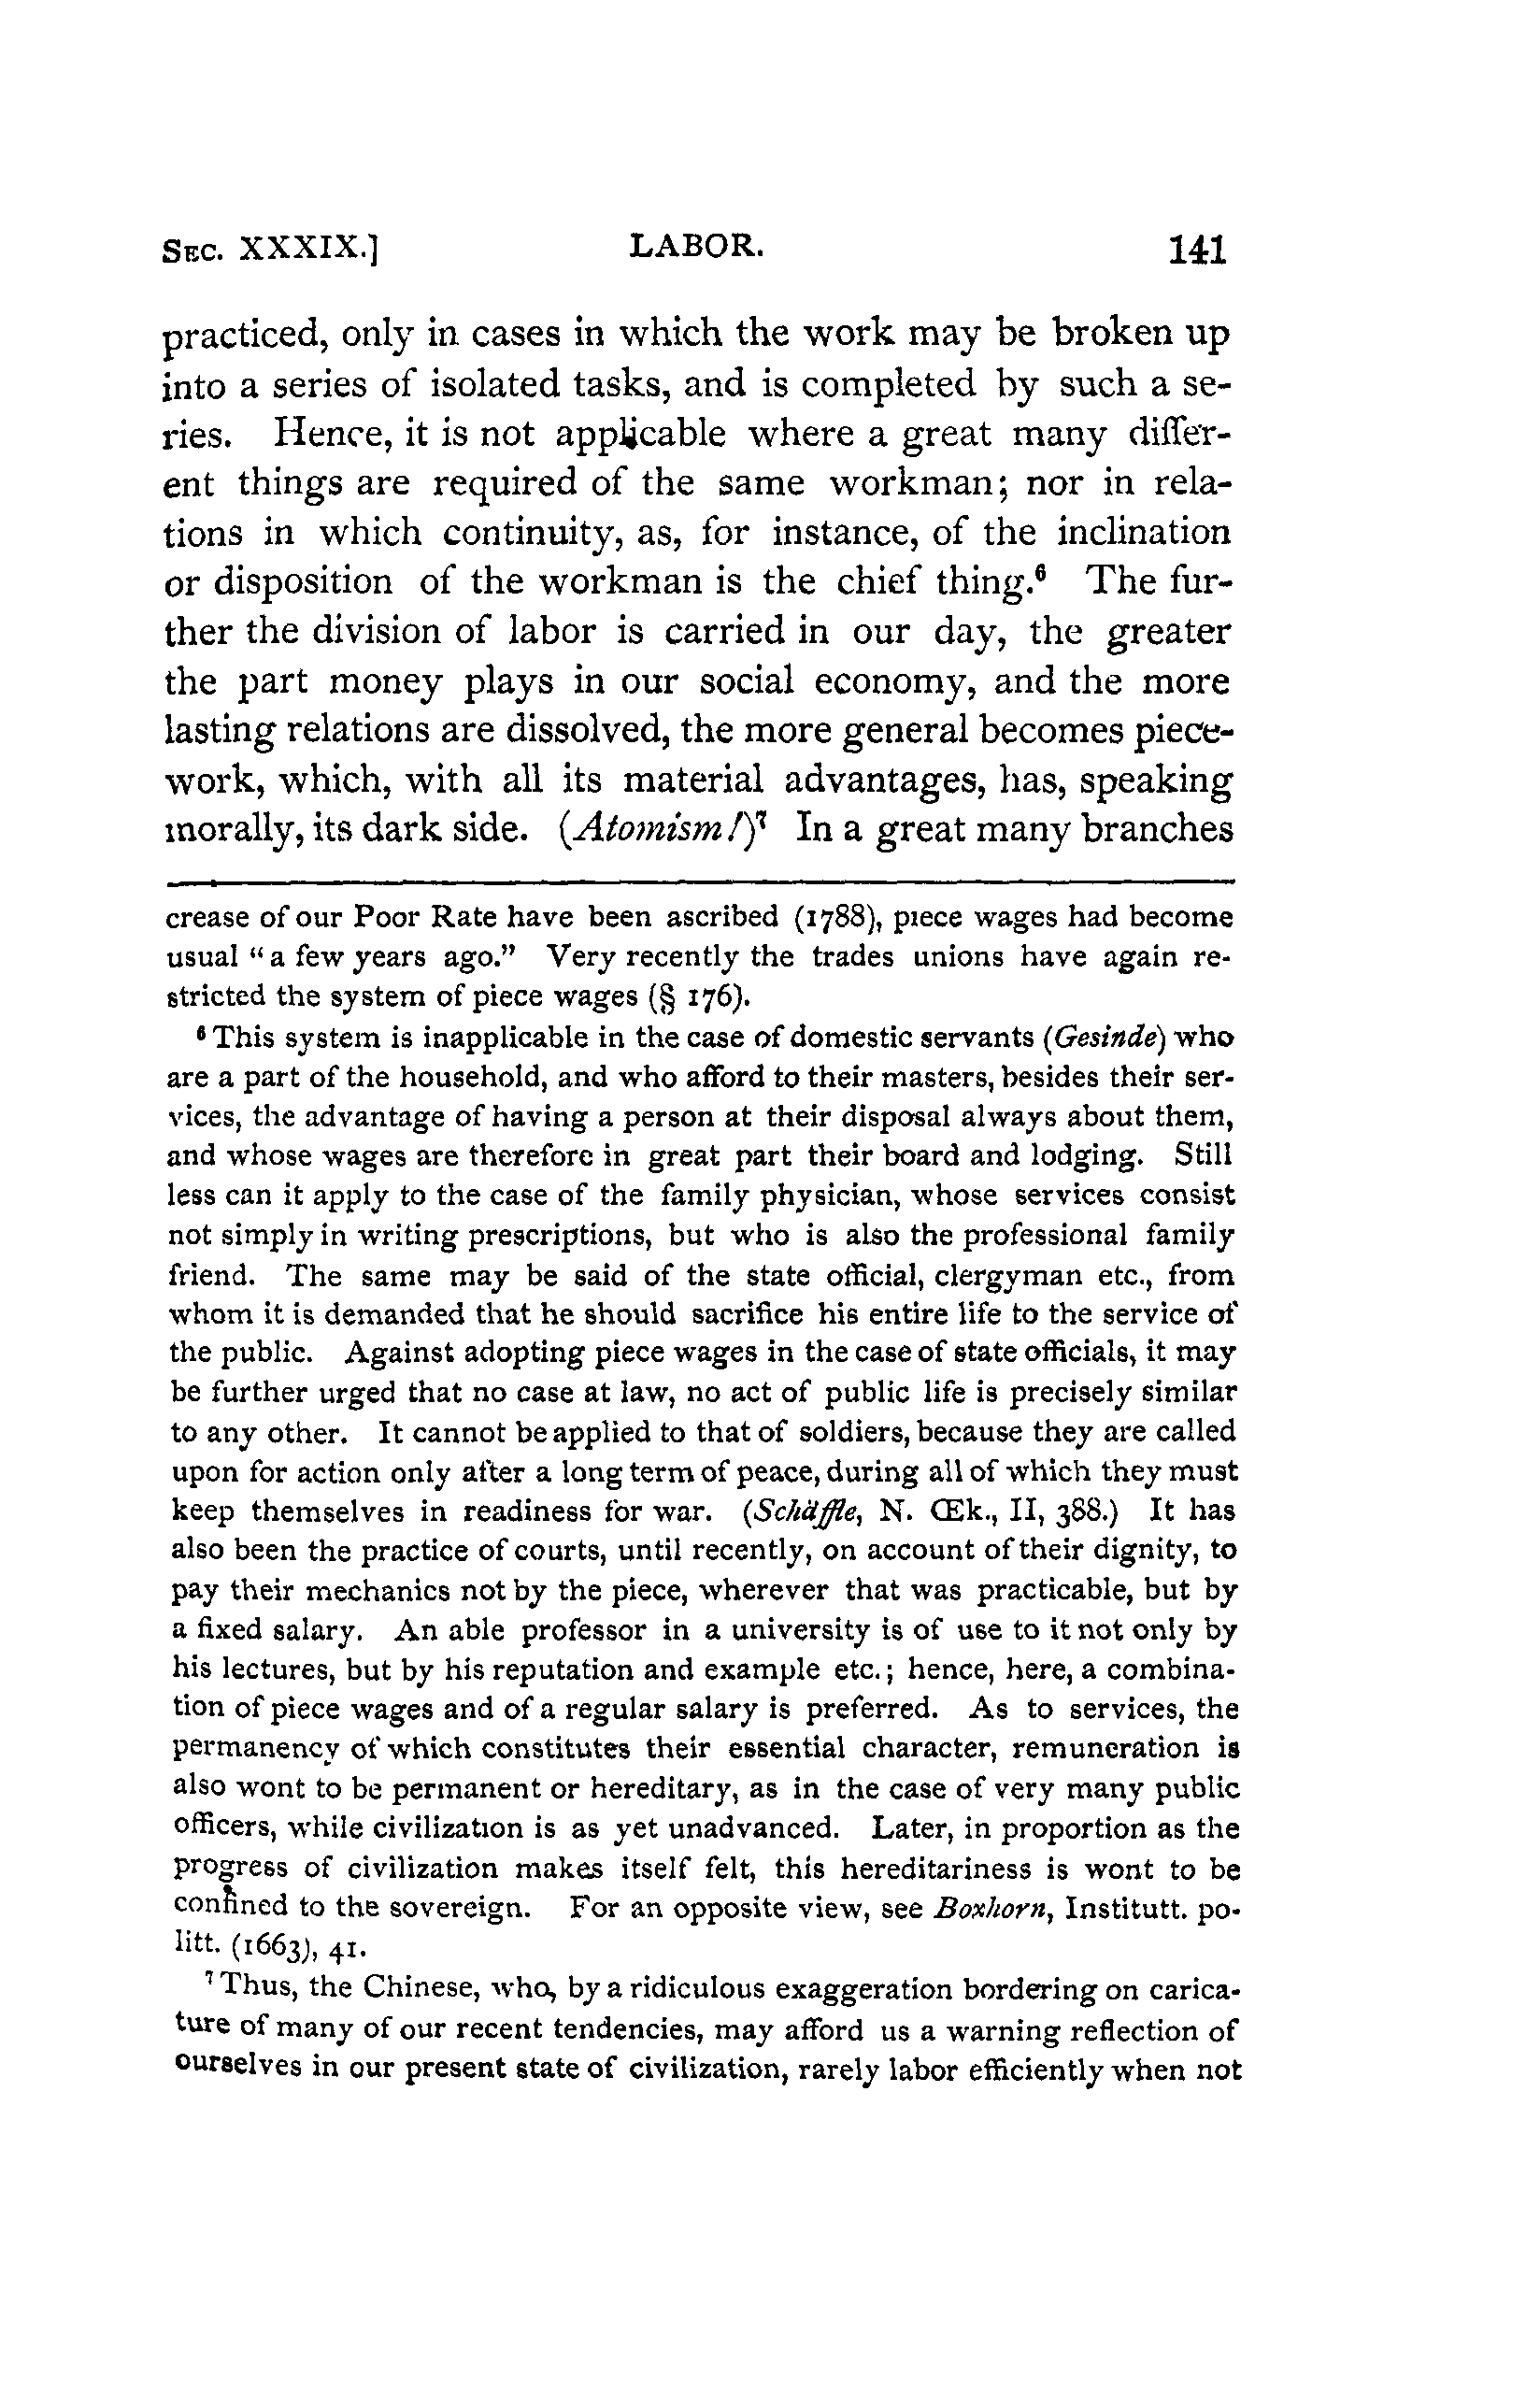 SEC. XXXIX.] LABOR. 141
practiced, only in cases in which the work may be broken up
into a series of isolated tasks, and is completed by such a se-
ries. Hence, it is not applicable where a great many differ-
ent things are required of the same workman; nor in rela-
tions in which continuity, as, for instance, of the inclination
or disposition of the workman is the chief thing.⁶ The fur-
ther the division of labor is carried in our day, the greater
the part money plays in our social economy, and the more
lasting relations are dissolved, the more general becomes piece-
work, which, with all its material advantages, has, speaking
morally, its dark side. (Atomism!)⁷ In a great many branches
crease of our Poor Rate have been ascribed (1788), piece wages had become
usual “a few years ago.” Very recently the trades unions have again re-
stricted the system of piece wages (§ 176).
⁶ This system is inapplicable in the case of domestic servants (Gesinde) who
are a part of the household, and who afford to their masters, besides their ser-
vices, the advantage of having a person at their disposal always about them,
and whose wages are therefore in great part their board and lodging. Still
less can it apply to the case of the family physician, whose services consist
not simply in writing prescriptions, but who is also the professional family
friend. The same may be said of the state official, clergyman etc., from
whom it is demanded that he should sacrifice his entire life to the service of
the public. Against adopting piece wages in the case of state officials, it may
be further urged that no case at law, no act of public life is precisely similar
to any other. It cannot be applied to that of soldiers, because they are called
upon for action only after a long term of peace, during all of which they must
keep themselves in readiness for war. (Schäffle, N. Œk., II, 388.) It has
also been the practice of courts, until recently, on account of their dignity, to
pay their mechanics not by the piece, wherever that was practicable, but by
a fixed salary. An able professor in a university is of use to it not only by
his lectures, but by his reputation and example etc.; hence, here, a combina-
tion of piece wages and of a regular salary is preferred. As to services, the
permanency of which constitutes their essential character, remuneration is
also wont to be permanent or hereditary, as in the case of very many public
officers, while civilization is as yet unadvanced. Later, in proportion as the
progress of civilization makes itself felt, this hereditariness is wont to be
confined to the sovereign. For an opposite view, see Boxhorn, Institutt. po-
litt. (1663), 41.
⁷ Thus, the Chinese, who, by a ridiculous exaggeration bordering on carica-
ture of many of our recent tendencies, may afford us a warning reflection of
ourselves in our present state of civilization, rarely labor efficiently when not